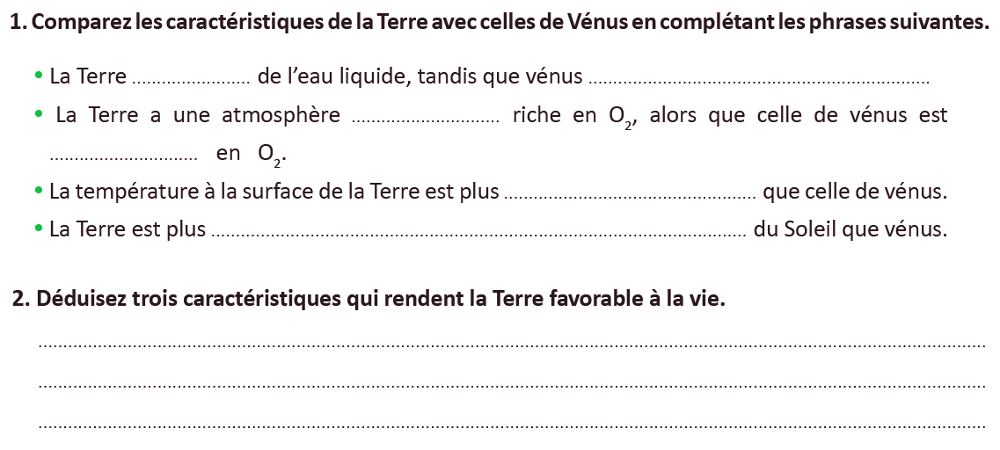 1. Comparez les caractéristiques de la Terre avec celles de Vénus en complétant les phrases suivantes.
• La Terre ........................ de l’eau liquide, tandis que vénus .....................................................................
• La Terre a une atmosphère .............................. riche en O₂, alors que celle de vénus est
.............................. en O₂.
• La température à la surface de la Terre est plus ................................................... que celle de vénus.
• La Terre est plus ............................................................................................................ du Soleil que vénus.
2. Déduisez trois caractéristiques qui rendent la Terre favorable à la vie.
................................................................................................................................................................................................
................................................................................................................................................................................................
................................................................................................................................................................................................